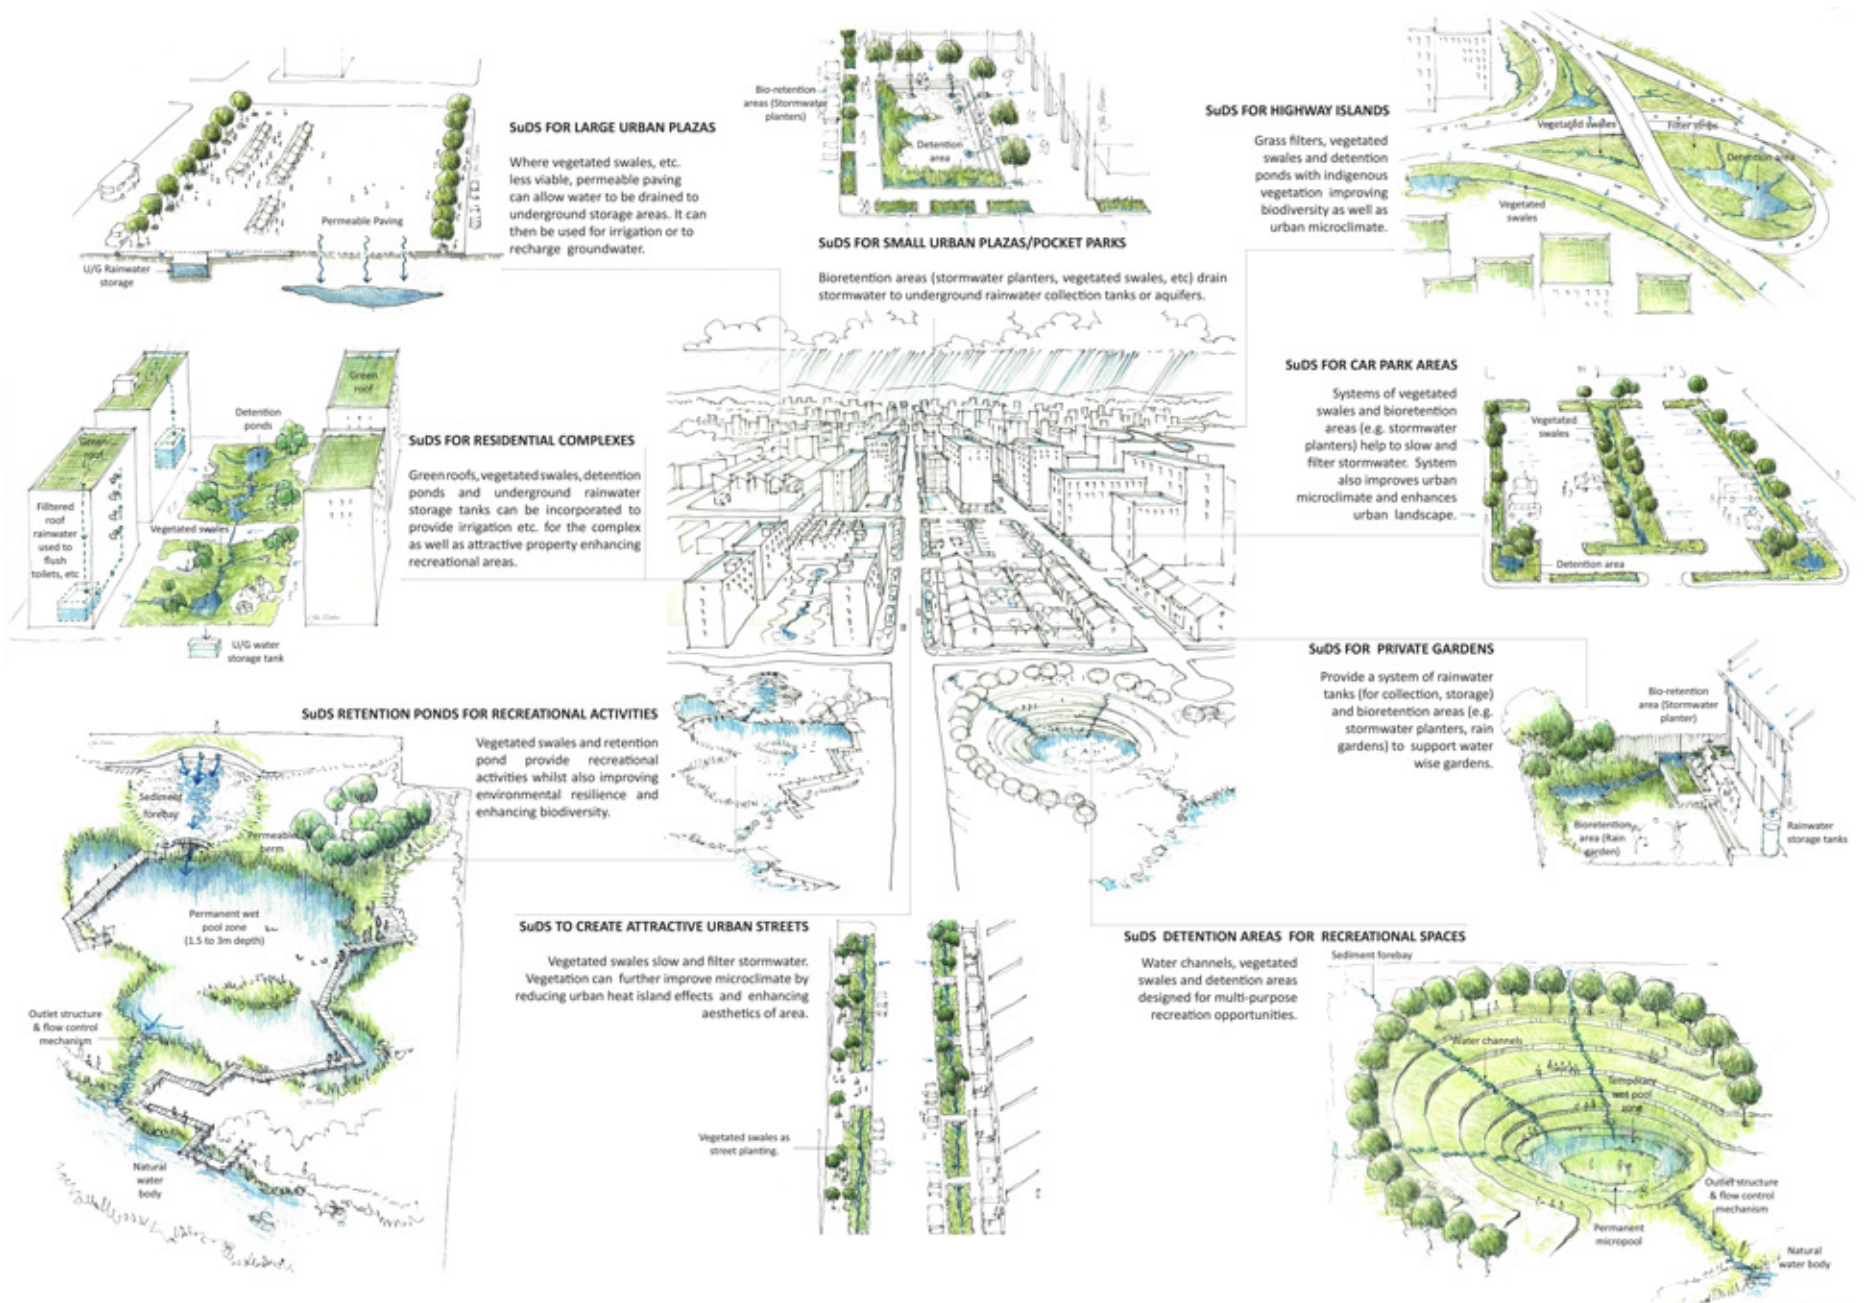 SuDS FOR LARGE URBAN PLAZAS
Where vegetated swales, etc.
less viable, permeable paving
can allow water to be drained to
underground storage areas. It can
then be used for irrigation or to
recharge groundwater.
Permeable Paving
U/G Rainwater
storage
Bio-retention
areas (Stormwater
planters)
Detention
area
SuDS FOR SMALL URBAN PLAZAS/POCKET PARKS
Bioretention areas (stormwater planters, vegetated swales, etc) drain
stormwater to underground rainwater collection tanks or aquifers.
SuDS FOR HIGHWAY ISLANDS
Grass filters, vegetated
swales and detention
ponds with indigenous
vegetation improving
biodiversity as well as
urban microclimate.
Vegetated swales
Filter strips
Detention area
Vegetated
swales
Green
roof
Detention
ponds
Green
roof
Filltered
roof
rainwater
used to
flush
toilets, etc
Vegetated swales
U/G water
storage tank
SuDS FOR RESIDENTIAL COMPLEXES
Green roofs, vegetated swales, detention
ponds and underground rainwater
storage tanks can be incorporated to
provide irrigation etc. for the complex
as well as attractive property enhancing
recreational areas.
SuDS FOR CAR PARK AREAS
Systems of vegetated
swales and bioretention
areas (e.g. stormwater
planters) help to slow and
filter stormwater. System
also improves urban
microclimate and enhances
urban landscape.
Vegetated
swales
Detention area
SuDS FOR PRIVATE GARDENS
Provide a system of rainwater
tanks (for collection, storage)
and bioretention areas (e.g.
stormwater planters, rain
gardens) to support water
wise gardens.
Bio-retention
area (Stormwater
planter)
Bioretention
area (Rain
garden)
Rainwater
storage tanks
SuDS RETENTION PONDS FOR RECREATIONAL ACTIVITIES
Vegetated swales and retention
pond provide recreational
activities whilst also improving
environmental resilience and
enhancing biodiversity.
Sediment
forebay
Permeable
berm
Permanent wet
pool zone
(1.5 to 3m depth)
Outlet structure
& flow control
mechanism
Natural
water
body
SuDS TO CREATE ATTRACTIVE URBAN STREETS
Vegetated swales slow and filter stormwater.
Vegetation can further improve microclimate by
reducing urban heat island effects and enhancing
aesthetics of area.
Vegetated swales as
street planting.
SuDS DETENTION AREAS FOR RECREATIONAL SPACES
Water channels, vegetated
swales and detention areas
designed for multi-purpose
recreation opportunities.
Sediment forebay
Water channels
Temporary
wet pool
zone
Outlet structure
& flow control
mechanism
Permanent
micropool
Natural
water body